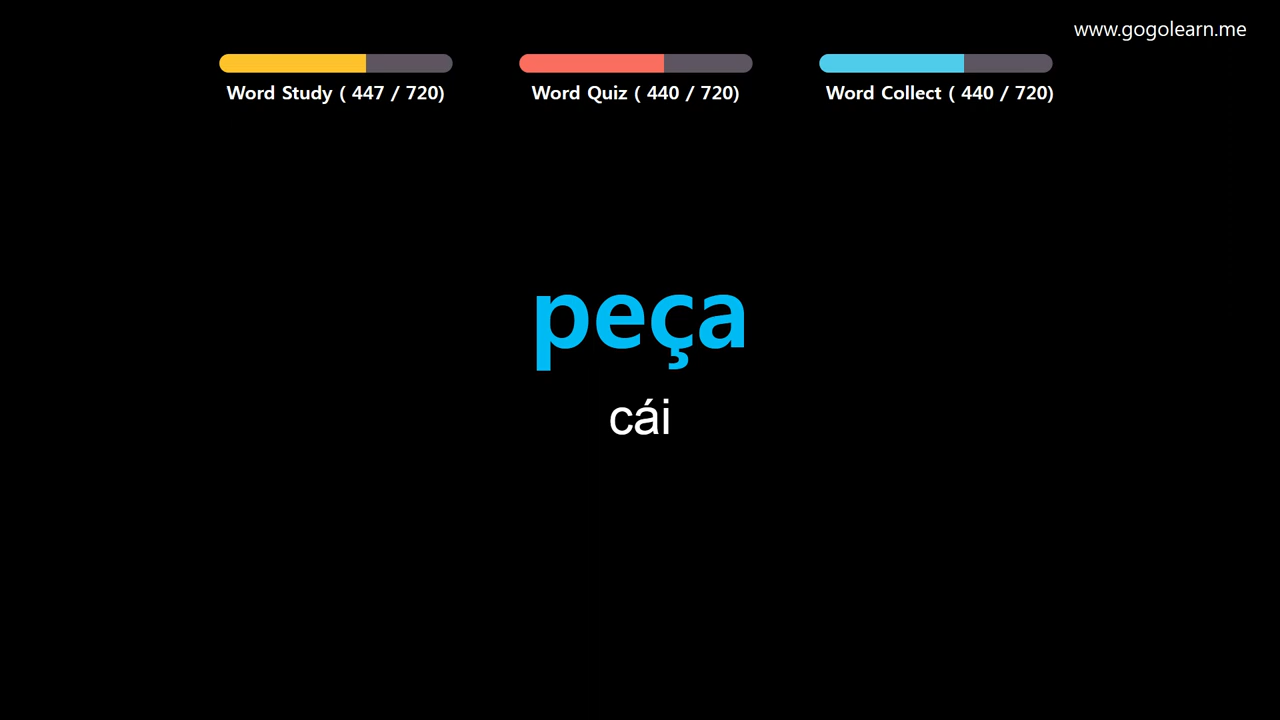 www.gogolearn.me
Word Study ( 447 / 720)
Word Quiz ( 440 / 720)
Word Collect ( 440 / 720)
peça
cái